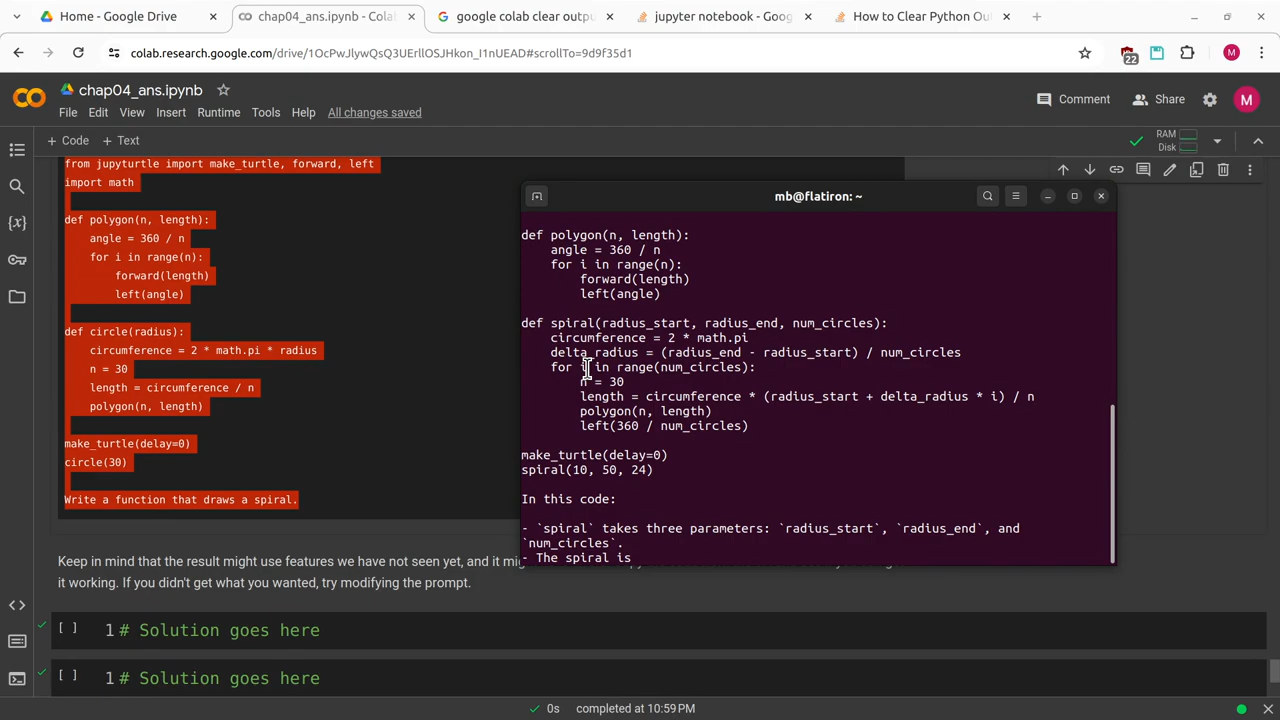 Home - Google Drive
chap04_ans.ipynb - Cola
google colab clear outpu
jupyter notebook - Goog
How to Clear Python Ou
colab.research.google.com/drive/1OcPwJlywQsQ3UErllOSJHkon_I1nUEAD#scrollTo=9d9f35d1
22
M
chap04_ans.ipynb
File Edit View Insert Runtime Tools Help All changes saved
Comment
Share
M
+ Code + Text
RAM
Disk
from jupyturtle import make_turtle, forward, left
import math
def polygon(n, length):
angle = 360 / n
for i in range(n):
forward(length)
left(angle)
def circle(radius):
circumference = 2 * math.pi * radius
n = 30
length = circumference / n
polygon(n, length)
make_turtle(delay=0)
circle(30)
Write a function that draws a spiral.
mb@flatiron: ~
def polygon(n, length):
angle = 360 / n
for i in range(n):
forward(length)
left(angle)
def spiral(radius_start, radius_end, num_circles):
circumference = 2 * math.pi
delta_radius = (radius_end - radius_start) / num_circles
for i in range(num_circles):
n = 30
length = circumference * (radius_start + delta_radius * i) / n
polygon(n, length)
left(360 / num_circles)
make_turtle(delay=0)
spiral(10, 50, 24)
In this code:
- `spiral` takes three parameters: `radius_start`, `radius_end`, and
`num_circles`.
- The spiral is
Keep in mind that the result might use features we have not seen yet, and it
it working. If you didn't get what you wanted, try modifying the prompt.
[ ] 1 # Solution goes here
[ ] 1 # Solution goes here
0s completed at 10:59 PM